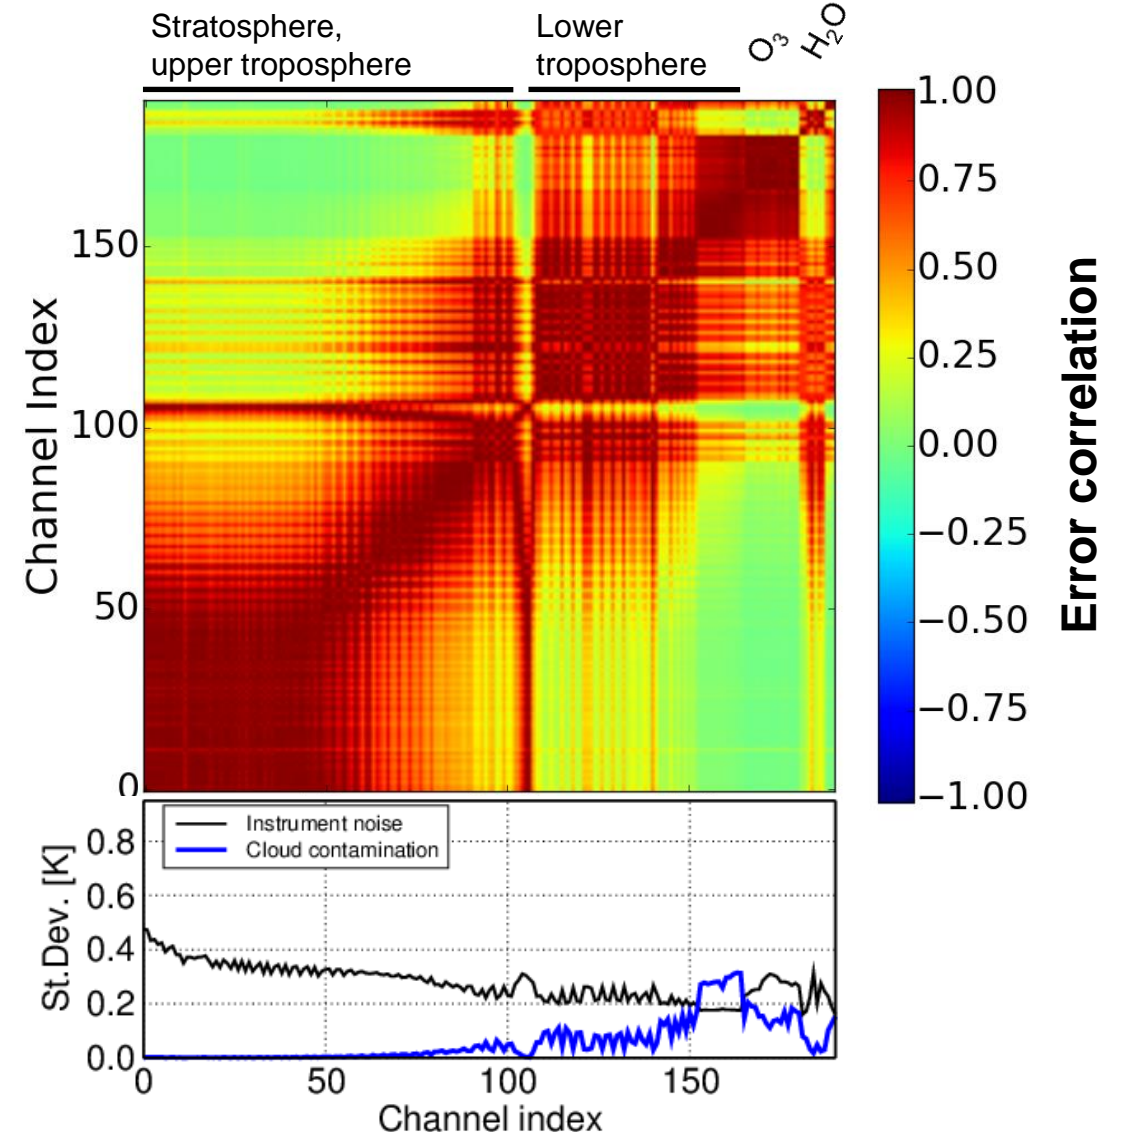 Stratosphere,
upper troposphere
Lower
troposphere
O3
H2O
1.00
0.75
0.50
0.25
0.00
−0.25
−0.50
−0.75
−1.00
Error correlation
Channel Index
150
100
50
0
Instrument noise
Cloud contamination
St.Dev. [K]
0.8
0.6
0.4
0.2
0.0
0 50 100 150
Channel index